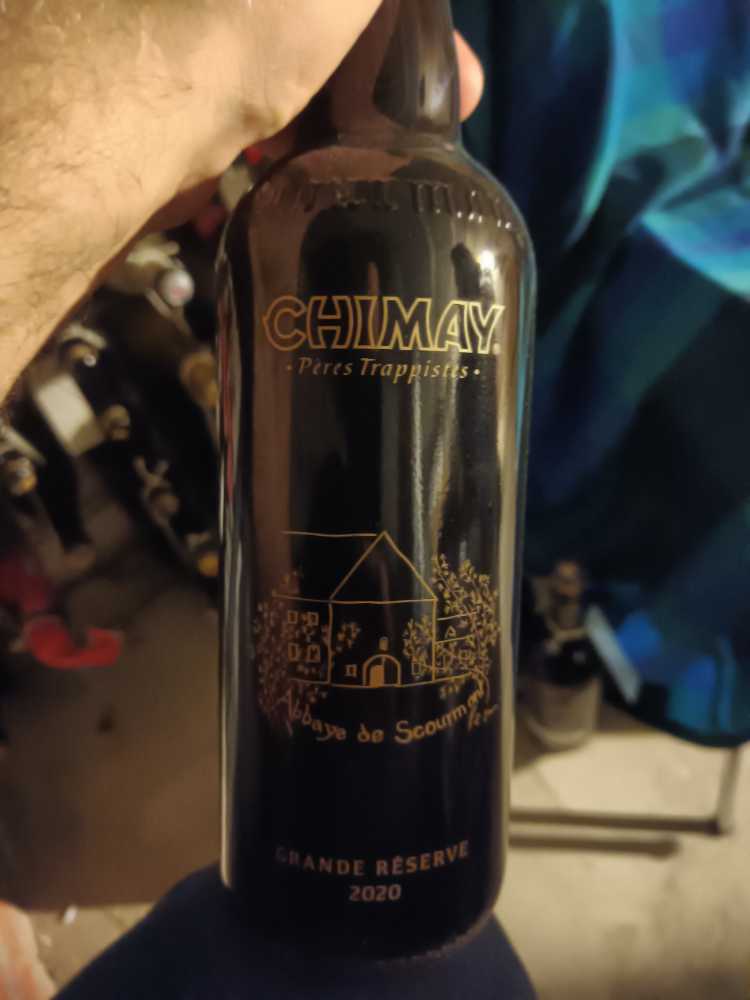 CHIMAY
• Pères Trappistes •
Abbaye de Scourmont
GRANDE RÉSERVE
2020